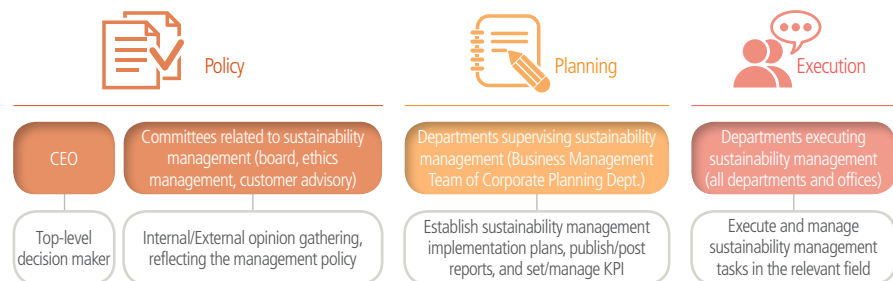 Policy
Planning
Execution
CEO
Committees related to sustainability
management (board, ethics
management, customer advisory)
Departments supervising sustainability
management (Business Management
Team of Corporate Planning Dept.)
Departments executing
sustainability management
(all departments and offices)
Top-level
decision maker
Internal/External opinion gathering,
reflecting the management policy
Establish sustainability management
implementation plans, publish/post
reports, and set/manage KPI
Execute and manage
sustainability management
tasks in the relevant field